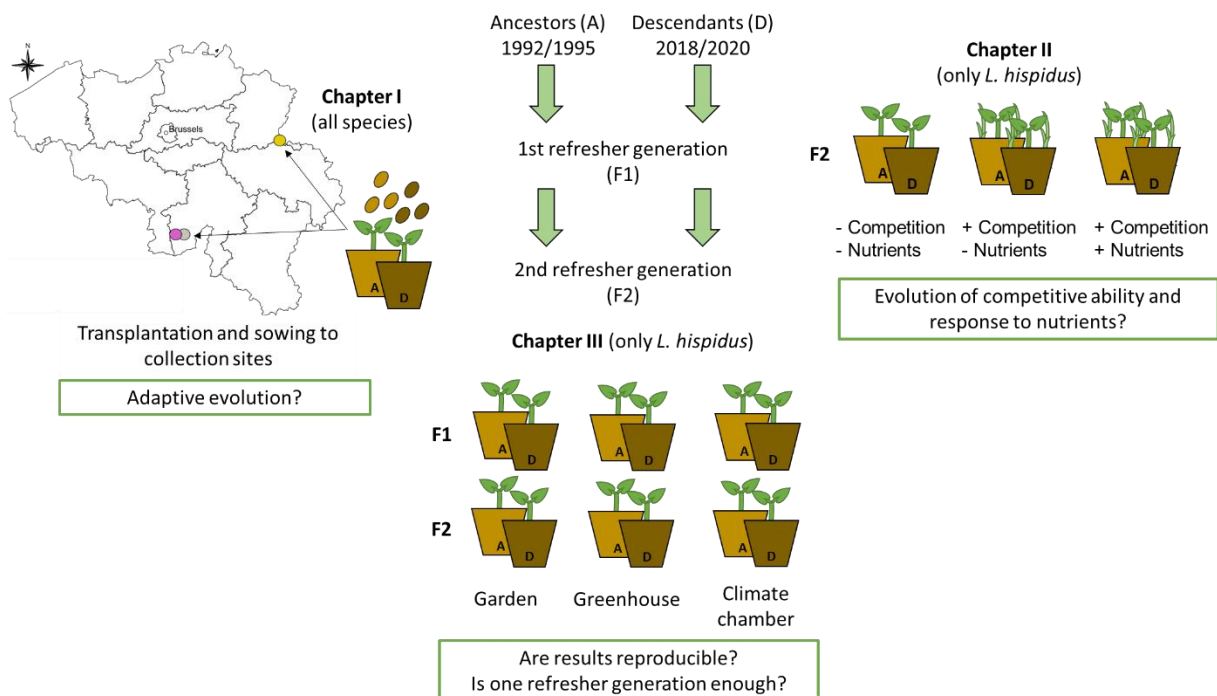 N
Brussels
Chapter I
(all species)
A
D
Transplantation and sowing to
collection sites
Adaptive evolution?
Ancestors (A)
1992/1995
Descendants (D)
2018/2020
1st refresher generation
(F1)
2nd refresher generation
(F2)
Chapter II
(only L. hispidus)
F2
A
D
A
D
A
D
- Competition
- Nutrients
+ Competition
- Nutrients
+ Competition
+ Nutrients
Evolution of competitive ability and
response to nutrients?
Chapter III (only L. hispidus)
F1
A
D
A
D
A
D
F2
A
D
A
D
A
D
Garden
Greenhouse
Climate
chamber
Are results reproducible?
Is one refresher generation enough?